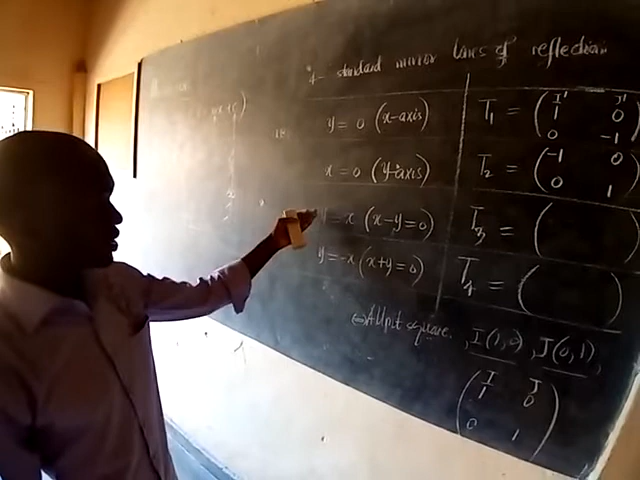 4- standard mirror lines of reflection
y = 0 (x-axis) T1 = ( I' J'
1 0
0 -1 )
x = 0 (y-axis) T2 = ( -1 0
0 1 )
y = x (x-y=0) T3 = ( )
y = -x (x+y=0) T4 = ( )
square. I(1,0), J(0,1),
( I J
1 0
0 1 )